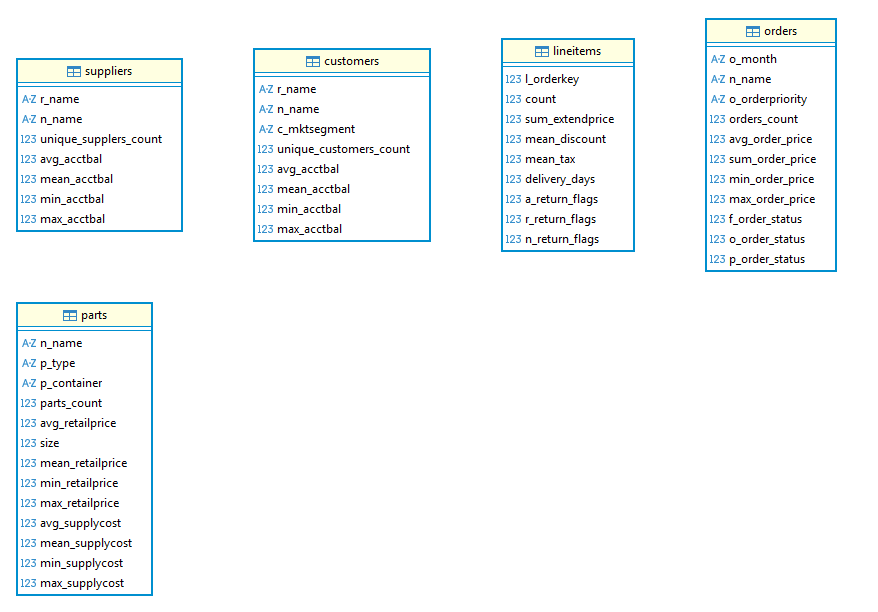 suppliers
A-Z r_name
A-Z n_name
123 unique_supplers_count
123 avg_acctbal
123 mean_acctbal
123 min_acctbal
123 max_acctbal
customers
A-Z r_name
A-Z n_name
A-Z c_mktsegment
123 unique_customers_count
123 avg_acctbal
123 mean_acctbal
123 min_acctbal
123 max_acctbal
lineitems
123 l_orderkey
123 count
123 sum_extendprice
123 mean_discount
123 mean_tax
123 delivery_days
123 a_return_flags
123 r_return_flags
123 n_return_flags
orders
A-Z o_month
A-Z n_name
A-Z o_orderpriority
123 orders_count
123 avg_order_price
123 sum_order_price
123 min_order_price
123 max_order_price
123 f_order_status
123 o_order_status
123 p_order_status
parts
A-Z n_name
A-Z p_type
A-Z p_container
123 parts_count
123 avg_retailprice
123 size
123 mean_retailprice
123 min_retailprice
123 max_retailprice
123 avg_supplycost
123 mean_supplycost
123 min_supplycost
123 max_supplycost